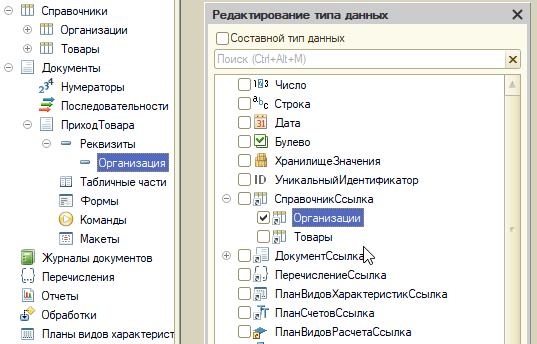 Справочники
Организации
Товары
Документы
Нумераторы
Последовательности
ПриходТовара
Реквизиты
Организация
Табличные части
Формы
Команды
Макеты
Журналы документов
Перечисления
Отчеты
Обработки
Планы видов характерист
Редактирование типа данных
Составной тип данных
Поиск (Ctrl+Alt+M)
Число
Строка
Дата
Булево
ХранилищеЗначения
УникальныйИдентификатор
СправочникСсылка
Организации
Товары
ДокументСсылка
ПеречислениеСсылка
ПланВидовХарактеристикСсылка
ПланСчетовСсылка
ПланВидовРасчетаСсылка